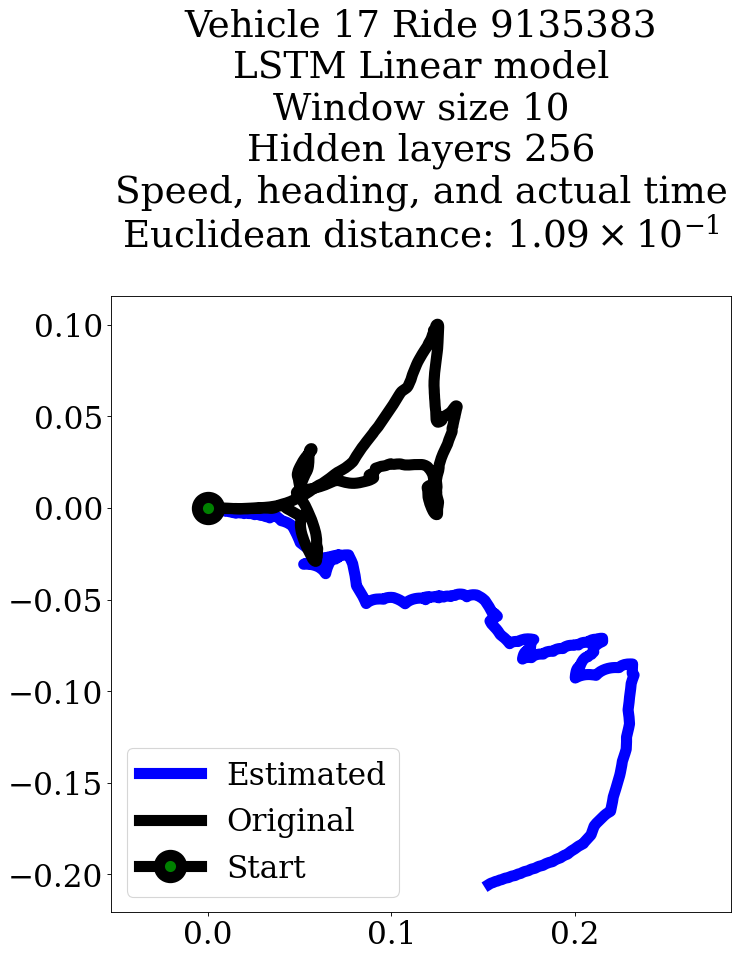 Vehicle 17 Ride 9135383
LSTM Linear model
Window size 10
Hidden layers 256
Speed, heading, and actual time
Euclidean distance: 1.09 × 10⁻¹
0.10
0.05
0.00
−0.05
−0.10
−0.15
−0.20
Estimated
Original
Start
0.0 0.1 0.2